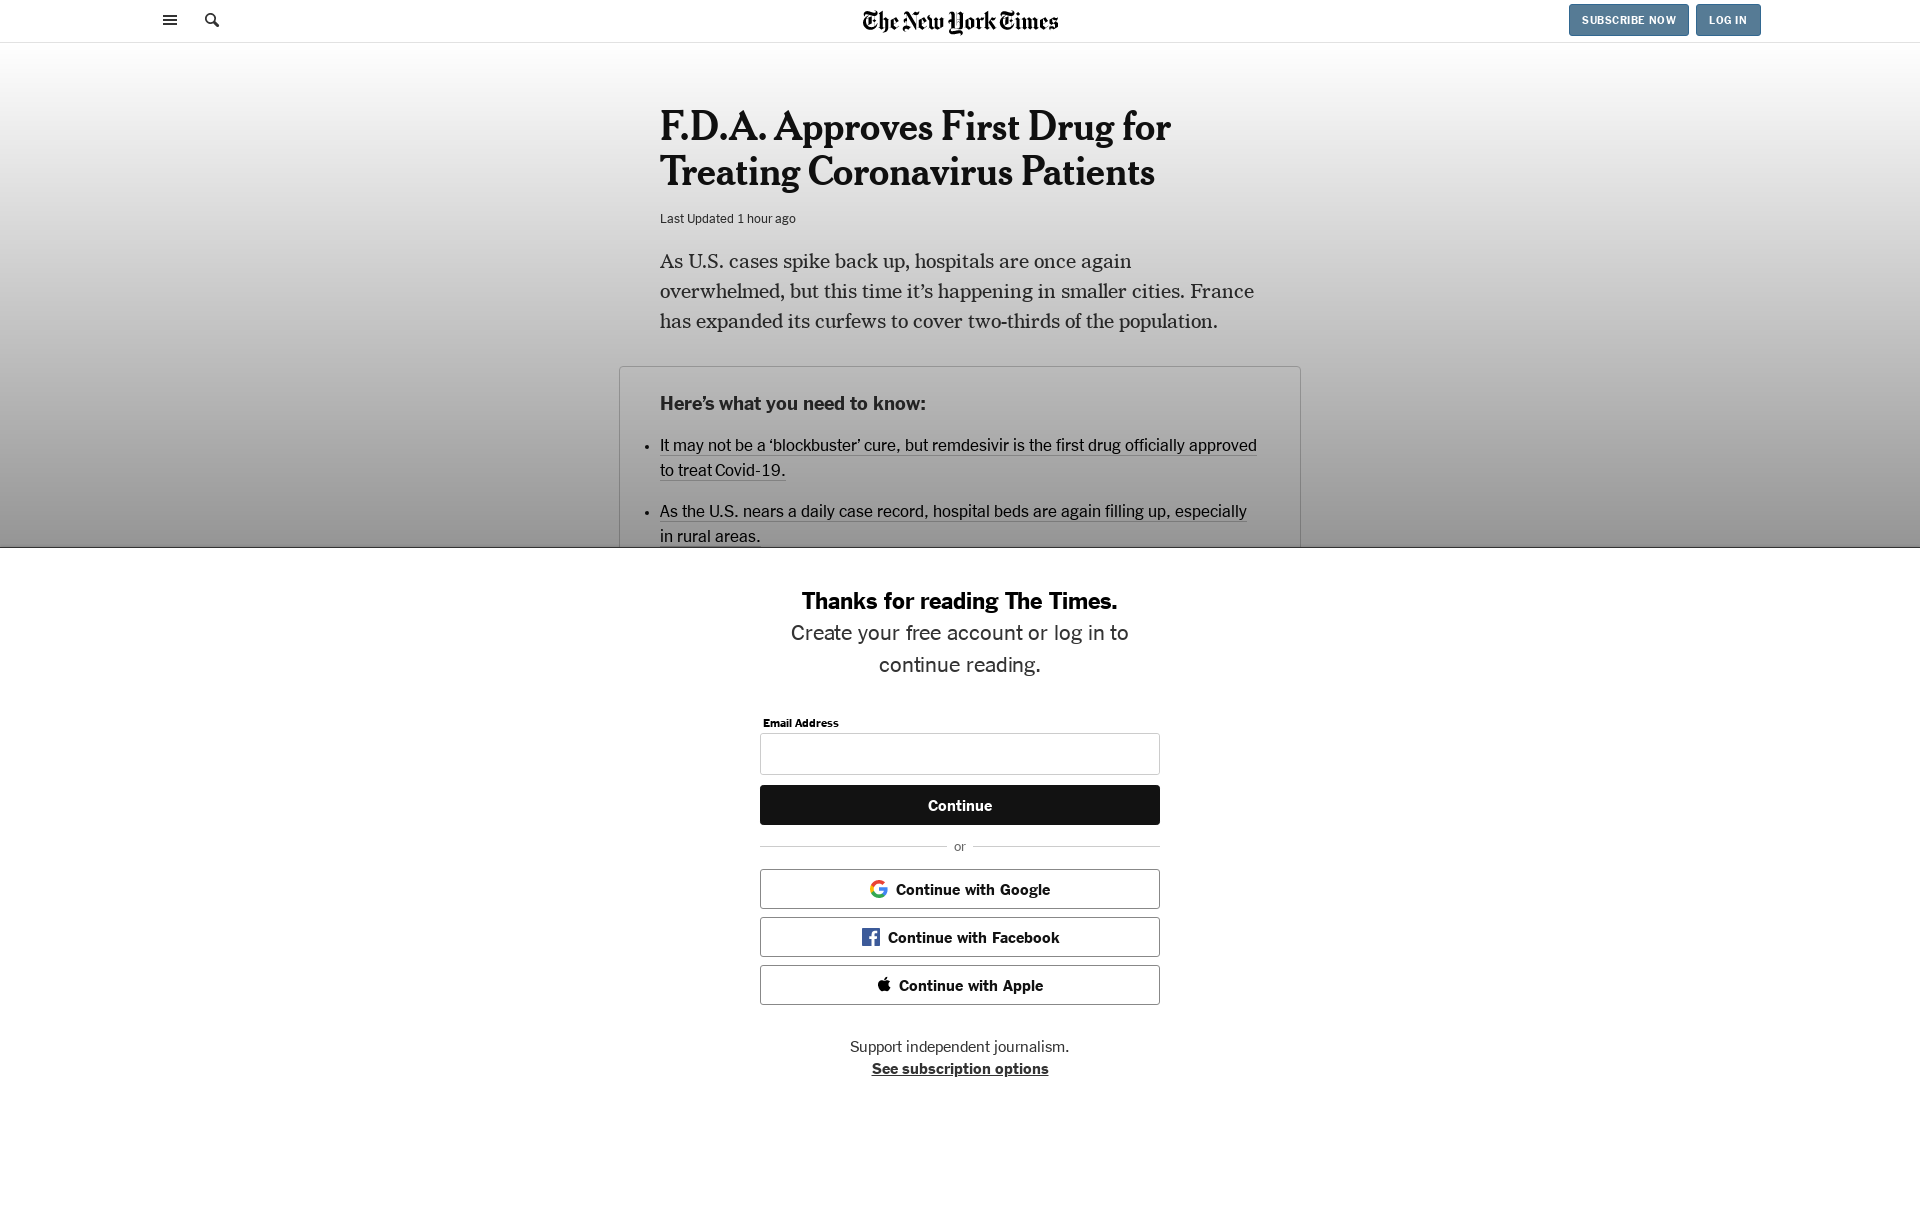 The New York Times
SUBSCRIBE NOW
LOG IN
F.D.A. Approves First Drug for
Treating Coronavirus Patients
Last Updated 1 hour ago
As U.S. cases spike back up, hospitals are once again
overwhelmed, but this time it’s happening in smaller cities. France
has expanded its curfews to cover two-thirds of the population.
Here’s what you need to know:
• It may not be a ‘blockbuster’ cure, but remdesivir is the first drug officially approved
to treat Covid-19.
• As the U.S. nears a daily case record, hospital beds are again filling up, especially
in rural areas.
Thanks for reading The Times.
Create your free account or log in to
continue reading.
Email Address
Continue
or
Continue with Google
Continue with Facebook
Continue with Apple
Support independent journalism.
See subscription options